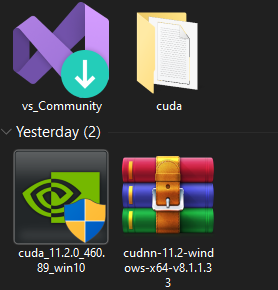 vs_Community
cuda
Yesterday (2)
cuda_11.2.0_460.
89_win10
cudnn-11.2-wind
ows-x64-v8.1.1.3
3